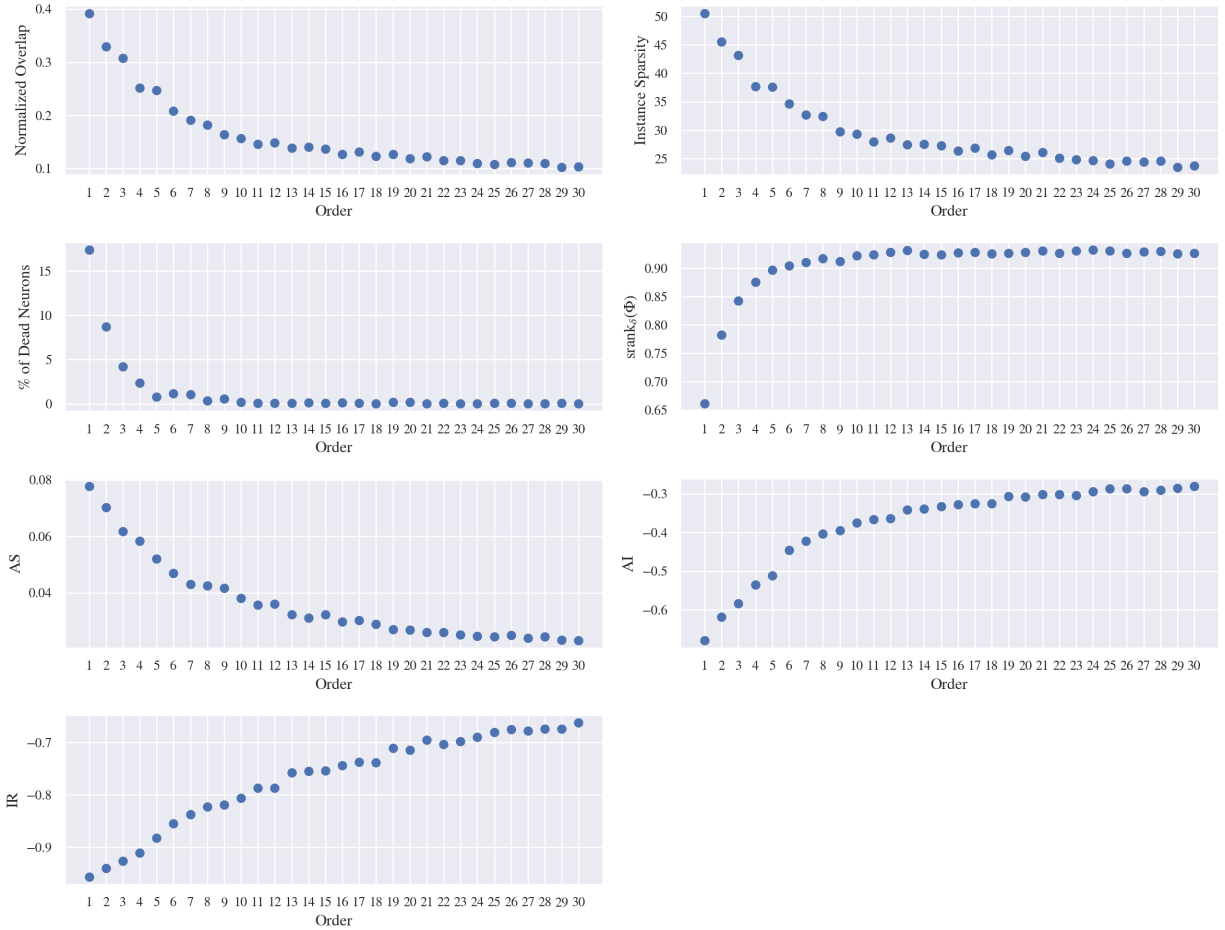 Normalized Overlap
0.4
0.3
0.2
0.1
1 2 3 4 5 6 7 8 9 10 11 12 13 14 15 16 17 18 19 20 21 22 23 24 25 26 27 28 29 30
Order
Instance Sparsity
50
45
40
35
30
25
1 2 3 4 5 6 7 8 9 10 11 12 13 14 15 16 17 18 19 20 21 22 23 24 25 26 27 28 29 30
Order
% of Dead Neurons
15
10
5
0
1 2 3 4 5 6 7 8 9 10 11 12 13 14 15 16 17 18 19 20 21 22 23 24 25 26 27 28 29 30
Order
srankδ(Φ)
0.90
0.85
0.80
0.75
0.70
0.65
1 2 3 4 5 6 7 8 9 10 11 12 13 14 15 16 17 18 19 20 21 22 23 24 25 26 27 28 29 30
Order
AS
0.08
0.06
0.04
1 2 3 4 5 6 7 8 9 10 11 12 13 14 15 16 17 18 19 20 21 22 23 24 25 26 27 28 29 30
Order
AI
−0.3
−0.4
−0.5
−0.6
1 2 3 4 5 6 7 8 9 10 11 12 13 14 15 16 17 18 19 20 21 22 23 24 25 26 27 28 29 30
Order
IR
−0.7
−0.8
−0.9
1 2 3 4 5 6 7 8 9 10 11 12 13 14 15 16 17 18 19 20 21 22 23 24 25 26 27 28 29 30
Order